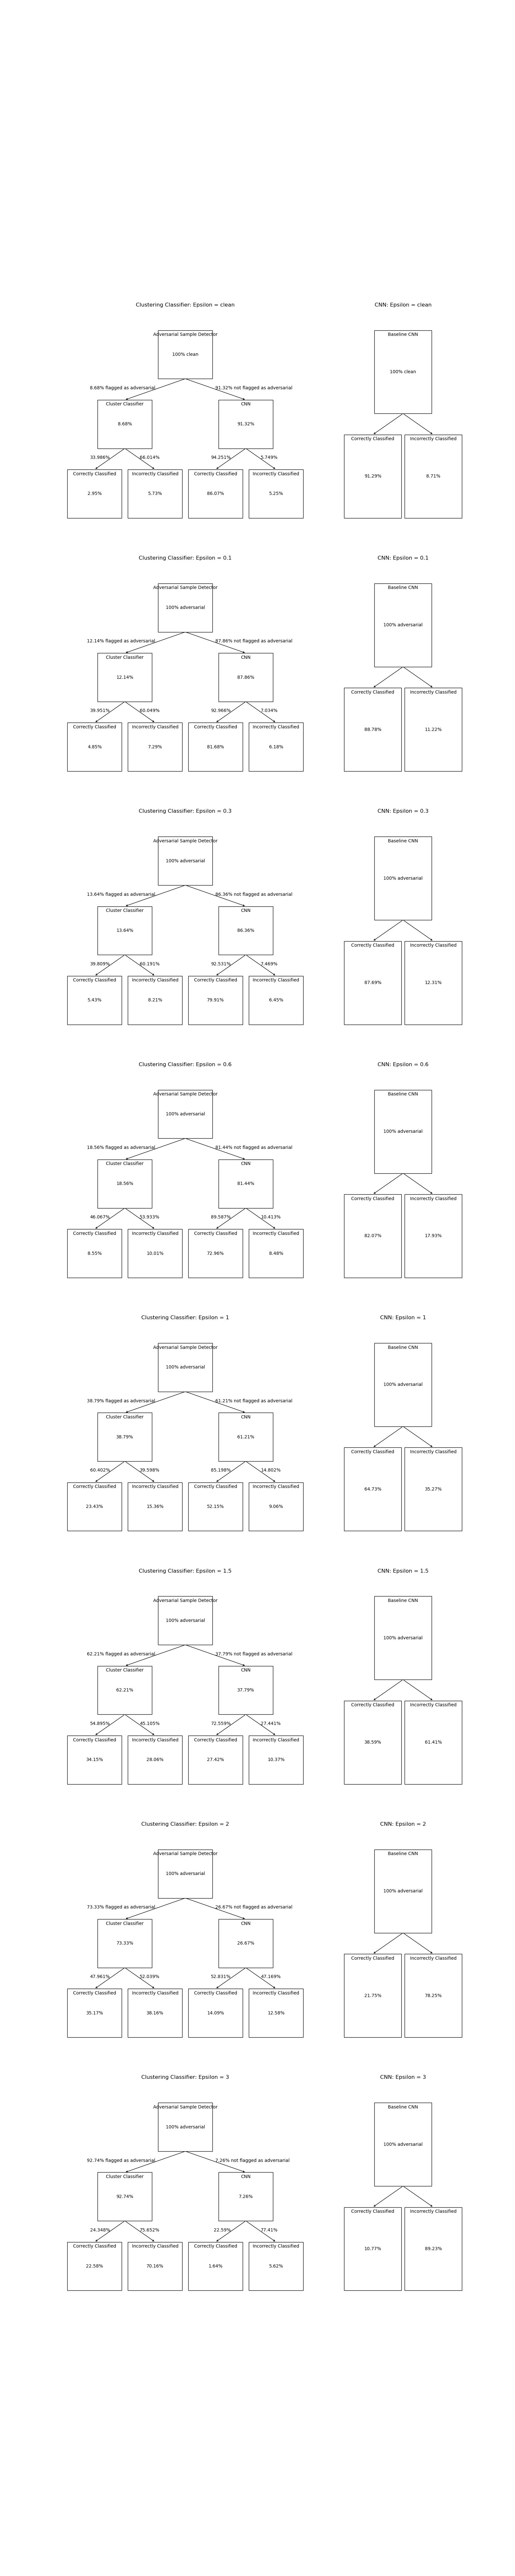 Clustering Classifier: Epsilon = clean
CNN: Epsilon = clean
Adversarial Sample Detector
Baseline CNN
100% clean
100% clean
8.68% flagged as adversarial
91.32% not flagged as adversarial
Cluster Classifier
CNN
8.68%
91.32%
33.986%
66.014%
94.251%
5.749%
Correctly Classified
Incorrectly Classified
Correctly Classified
Incorrectly Classified
Correctly Classified
Incorrectly Classified
2.95%
5.73%
86.07%
5.25%
91.29%
8.71%
Clustering Classifier: Epsilon = 0.1
CNN: Epsilon = 0.1
Adversarial Sample Detector
Baseline CNN
100% adversarial
100% adversarial
12.14% flagged as adversarial
87.86% not flagged as adversarial
Cluster Classifier
CNN
12.14%
87.86%
39.951%
60.049%
92.966%
7.034%
Correctly Classified
Incorrectly Classified
Correctly Classified
Incorrectly Classified
Correctly Classified
Incorrectly Classified
4.85%
7.29%
81.68%
6.18%
88.78%
11.22%
Clustering Classifier: Epsilon = 0.3
CNN: Epsilon = 0.3
Adversarial Sample Detector
Baseline CNN
100% adversarial
100% adversarial
13.64% flagged as adversarial
86.36% not flagged as adversarial
Cluster Classifier
CNN
13.64%
86.36%
39.809%
60.191%
92.531%
7.469%
Correctly Classified
Incorrectly Classified
Correctly Classified
Incorrectly Classified
Correctly Classified
Incorrectly Classified
5.43%
8.21%
79.91%
6.45%
87.69%
12.31%
Clustering Classifier: Epsilon = 0.6
CNN: Epsilon = 0.6
Adversarial Sample Detector
Baseline CNN
100% adversarial
100% adversarial
18.56% flagged as adversarial
81.44% not flagged as adversarial
Cluster Classifier
CNN
18.56%
81.44%
46.067%
53.933%
89.587%
10.413%
Correctly Classified
Incorrectly Classified
Correctly Classified
Incorrectly Classified
Correctly Classified
Incorrectly Classified
8.55%
10.01%
72.96%
8.48%
82.07%
17.93%
Clustering Classifier: Epsilon = 1
CNN: Epsilon = 1
Adversarial Sample Detector
Baseline CNN
100% adversarial
100% adversarial
38.79% flagged as adversarial
61.21% not flagged as adversarial
Cluster Classifier
CNN
38.79%
61.21%
60.402%
39.598%
85.198%
14.802%
Correctly Classified
Incorrectly Classified
Correctly Classified
Incorrectly Classified
Correctly Classified
Incorrectly Classified
23.43%
15.36%
52.15%
9.06%
64.73%
35.27%
Clustering Classifier: Epsilon = 1.5
CNN: Epsilon = 1.5
Adversarial Sample Detector
Baseline CNN
100% adversarial
100% adversarial
62.21% flagged as adversarial
37.79% not flagged as adversarial
Cluster Classifier
CNN
62.21%
37.79%
54.895%
45.105%
72.559%
27.441%
Correctly Classified
Incorrectly Classified
Correctly Classified
Incorrectly Classified
Correctly Classified
Incorrectly Classified
34.15%
28.06%
27.42%
10.37%
38.59%
61.41%
Clustering Classifier: Epsilon = 2
CNN: Epsilon = 2
Adversarial Sample Detector
Baseline CNN
100% adversarial
100% adversarial
73.33% flagged as adversarial
26.67% not flagged as adversarial
Cluster Classifier
CNN
73.33%
26.67%
47.961%
52.039%
52.831%
47.169%
Correctly Classified
Incorrectly Classified
Correctly Classified
Incorrectly Classified
Correctly Classified
Incorrectly Classified
35.17%
38.16%
14.09%
12.58%
21.75%
78.25%
Clustering Classifier: Epsilon = 3
CNN: Epsilon = 3
Adversarial Sample Detector
Baseline CNN
100% adversarial
100% adversarial
92.74% flagged as adversarial
7.26% not flagged as adversarial
Cluster Classifier
CNN
92.74%
7.26%
24.348%
75.652%
22.59%
77.41%
Correctly Classified
Incorrectly Classified
Correctly Classified
Incorrectly Classified
Correctly Classified
Incorrectly Classified
22.58%
70.16%
1.64%
5.62%
10.77%
89.23%